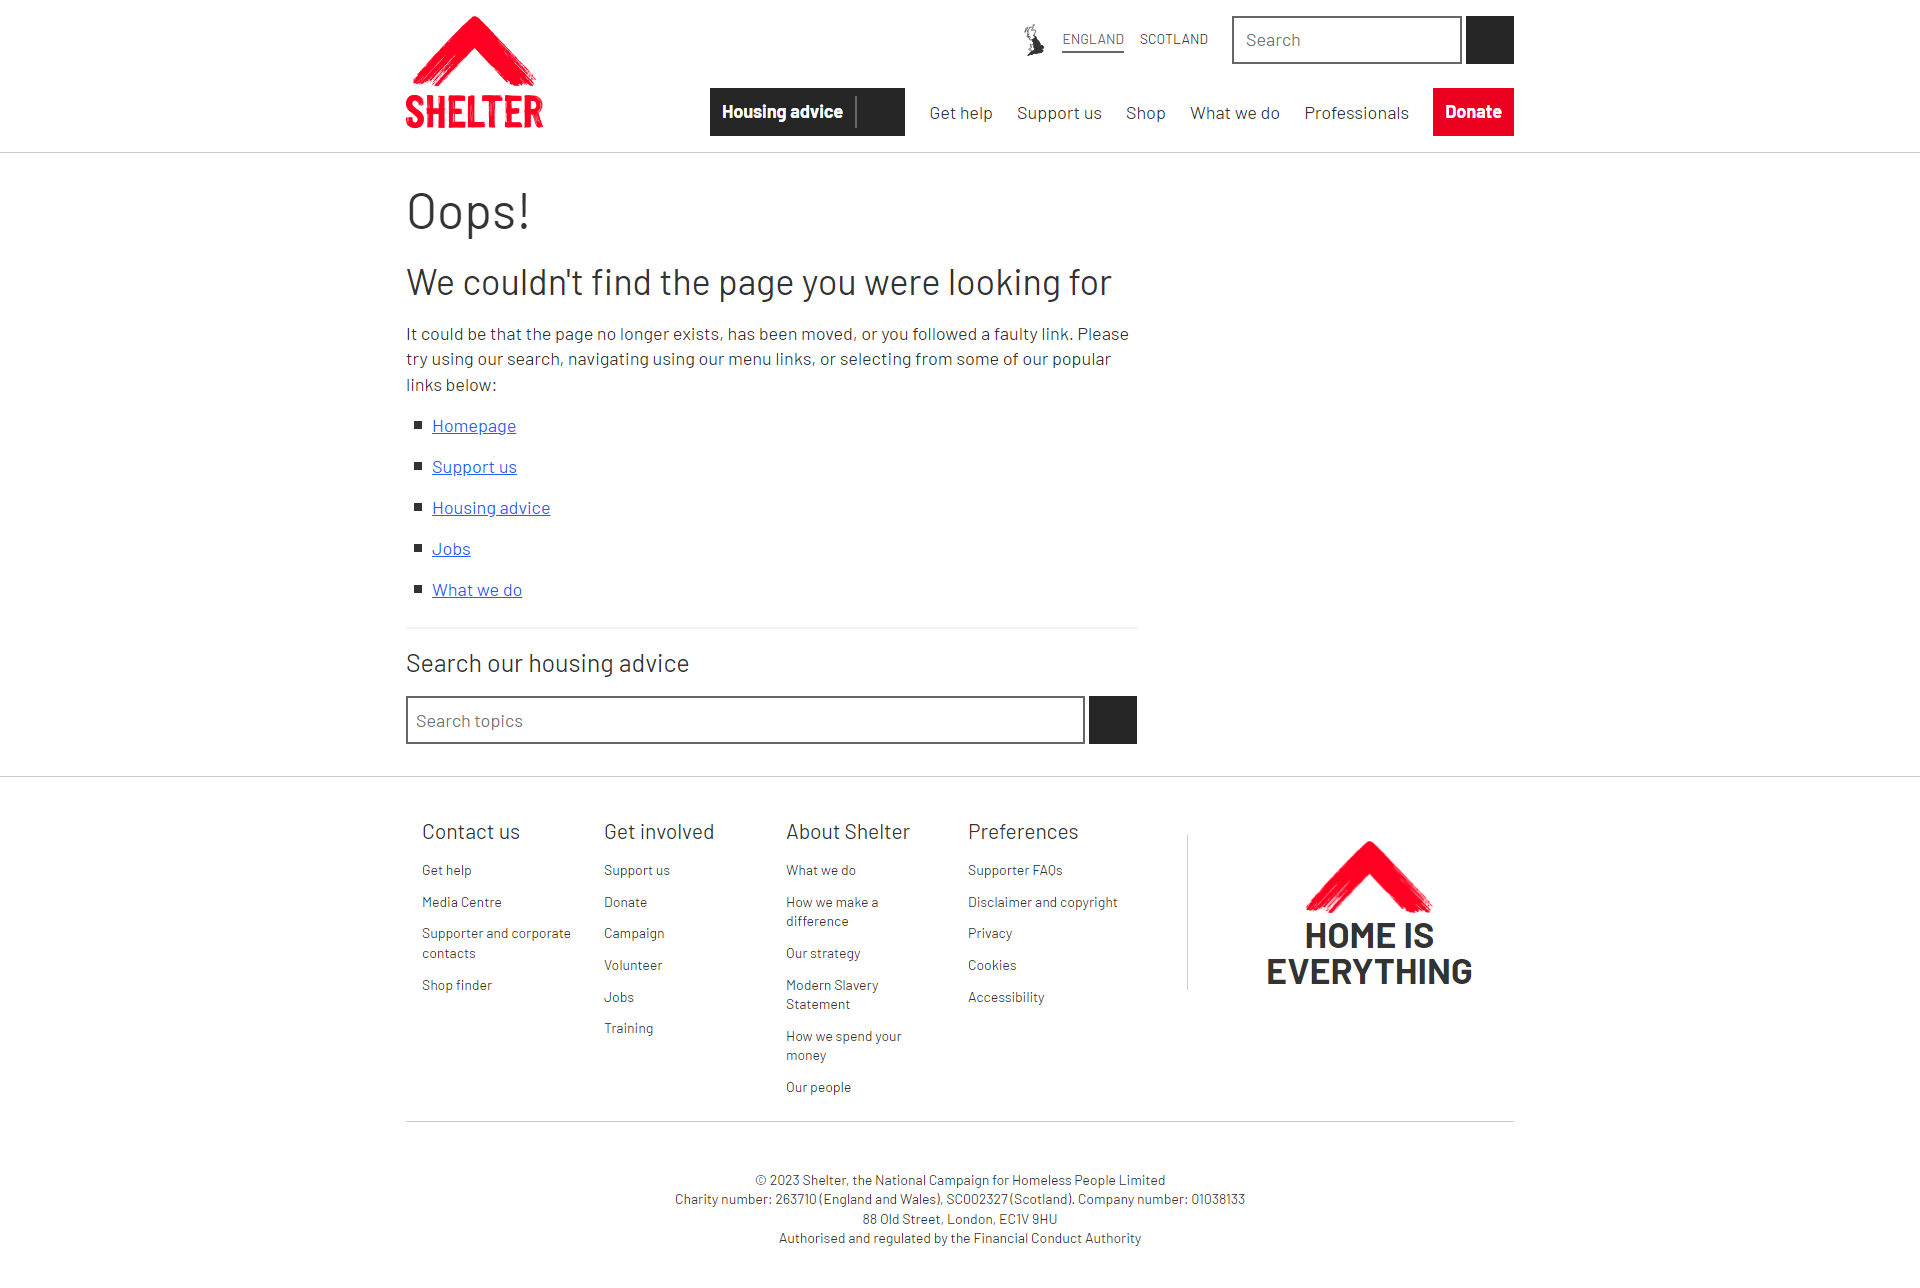 SHELTER
ENGLAND
SCOTLAND
Search
Housing advice
Get help
Support us
Shop
What we do
Professionals
Donate
Oops!
We couldn't find the page you were looking for
It could be that the page no longer exists, has been moved, or you followed a faulty link. Please
try using our search, navigating using our menu links, or selecting from some of our popular
links below:
Homepage
Support us
Housing advice
Jobs
What we do
Search our housing advice
Search topics
Contact us
Get help
Media Centre
Supporter and corporate
contacts
Shop finder
Get involved
Support us
Donate
Campaign
Volunteer
Jobs
Training
About Shelter
What we do
How we make a
difference
Our strategy
Modern Slavery
Statement
How we spend your
money
Our people
Preferences
Supporter FAQs
Disclaimer and copyright
Privacy
Cookies
Accessibility
HOME IS
EVERYTHING
© 2023 Shelter, the National Campaign for Homeless People Limited
Charity number: 263710 (England and Wales), SC002327 (Scotland). Company number: 01038133
88 Old Street, London, EC1V 9HU
Authorised and regulated by the Financial Conduct Authority